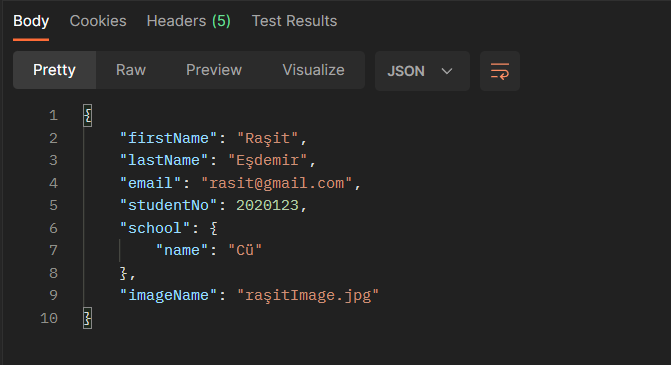 Body Cookies Headers (5) Test Results
Pretty Raw Preview Visualize JSON
1 {
2 "firstName": "Raşit",
3 "lastName": "Eşdemir",
4 "email": "rasit@gmail.com",
5 "studentNo": 2020123,
6 "school": {
7 "name": "Cü"
8 },
9 "imageName": "raşitImage.jpg"
10 }